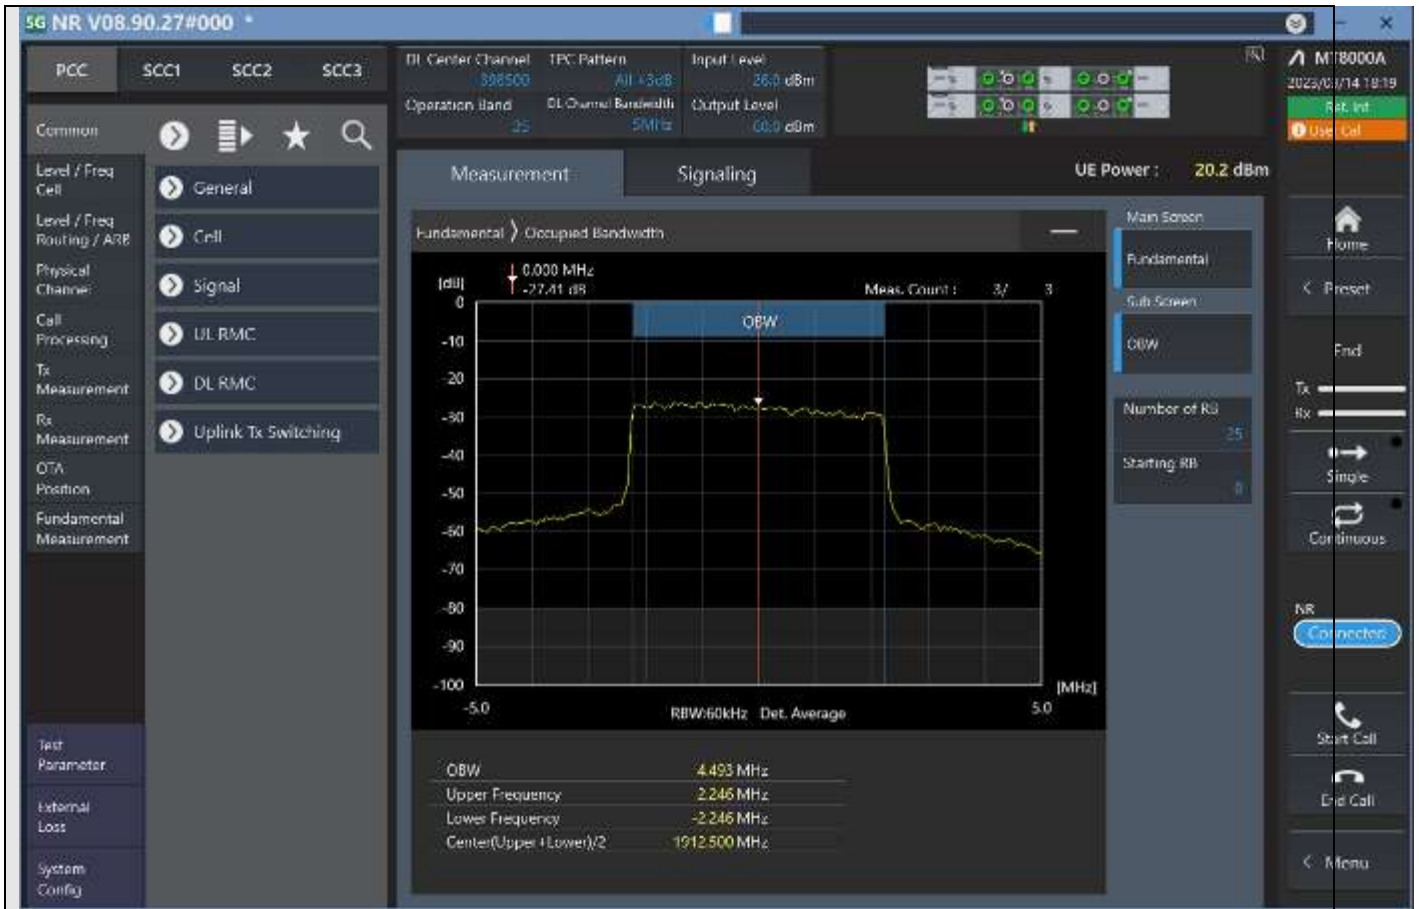 5G NR V08.90.27#000 *
PCC SCC1 SCC2 SCC3
DL Center Channel TPC Pattern Input Level
398500 All +3dB 26.0 dBm
Operation Band DL Channel Bandwidth Output Level
25 5MHz -60.0 dBm
MT8000A
2023/03/14 18:19
Ref. Int
User Cal
Common
Level / Freq
Cell
Level / Freq
Routing / ARB
Physical
Channel
Call
Processing
Tx
Measurement
Rx
Measurement
OTA
Position
Fundamental
Measurement
Test
Parameter
External
Loss
System
Config
General
Cell
Signal
UL RMC
DL RMC
Uplink Tx Switching
Measurement Signaling
UE Power : 20.2 dBm
Fundamental > Occupied Bandwidth
0.000 MHz
-27.41 dB
Meas. Count : 3/ 3
[dB]
OBW
0
-10
-20
-30
-40
-50
-60
-70
-80
-90
-100
-5.0 5.0 [MHz]
RBW:60kHz Det. Average
OBW 4.493 MHz
Upper Frequency 2.246 MHz
Lower Frequency -2.246 MHz
Center(Upper+Lower)/2 1912.500 MHz
Main Screen
Fundamental
Sub Screen
OBW
Number of RB
25
Starting RB
0
Home
< Preset
End
Tx
Rx
Single
Continuous
NR
Connected
Start Call
End Call
< Menu